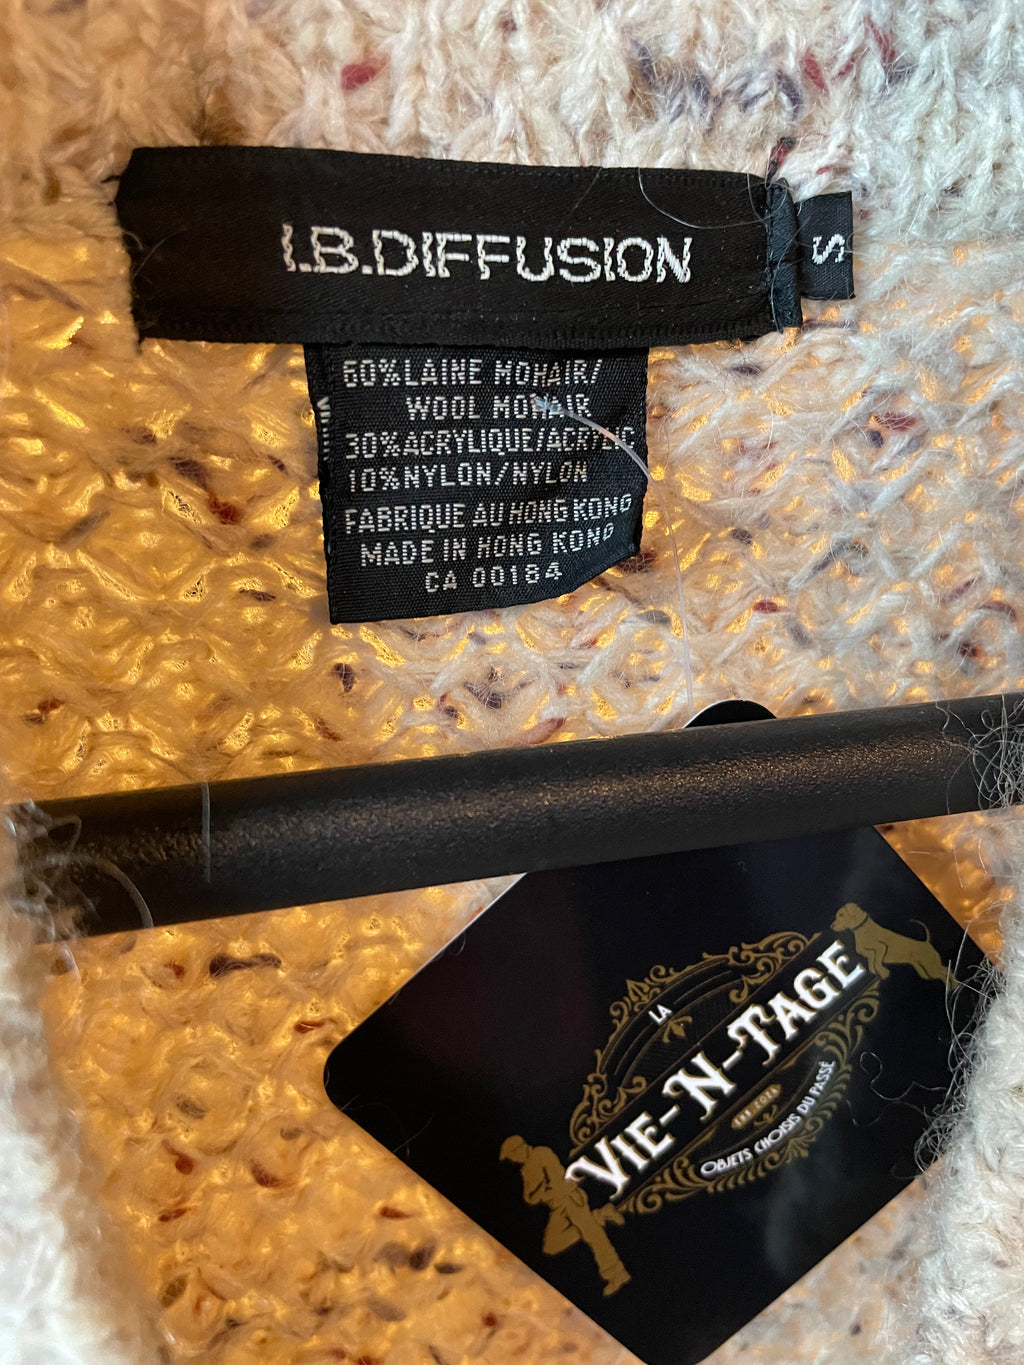 I.B.DIFFUSION
S
60%LAINE MOHAIR/
WOOL MOHAIR
30%ACRYLIQUE/ACRYLIC
10%NYLON/NYLON
FABRIQUE AU HONG KONG
MADE IN HONG KONG
CA 00184
LA
VIE-N-TAGE
OBJETS CHOISIS DU PASSÉ